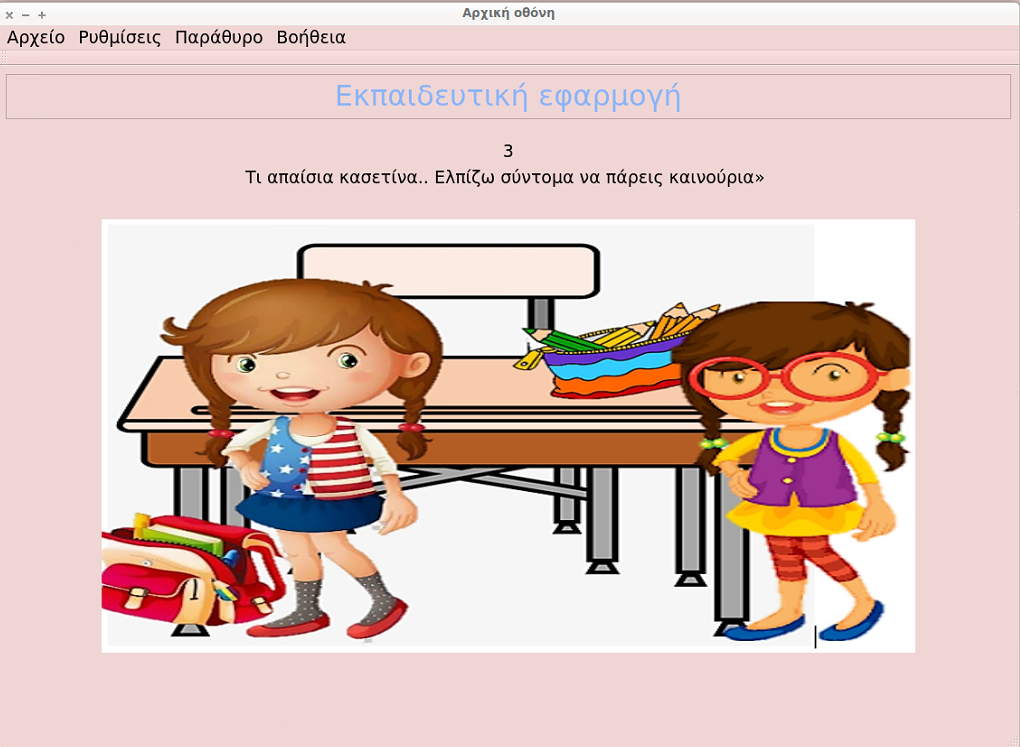 Αρχική οθόνη
Αρχείο Ρυθμίσεις Παράθυρο Βοήθεια
Εκπαιδευτική εφαρμογή
3
Τι απαίσια κασετίνα.. Ελπίζω σύντομα να πάρεις καινούρια»